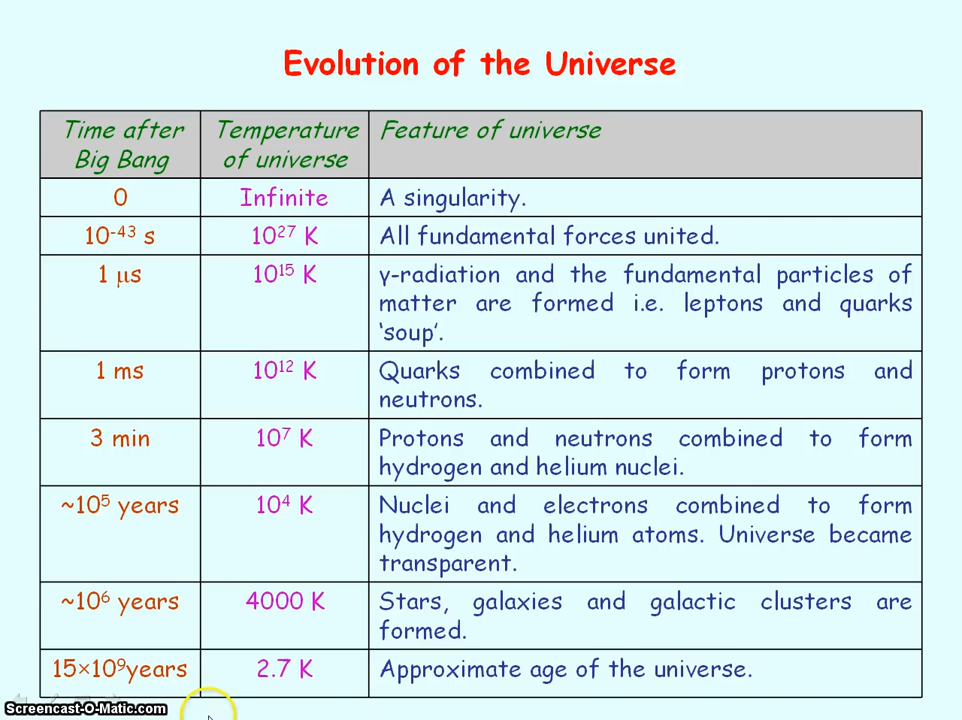 Evolution of the Universe
Time after
Big Bang
Temperature
of universe
Feature of universe
0
Infinite
A singularity.
10⁻⁴³ s
10²⁷ K
All fundamental forces united.
1 μs
10¹⁵ K
γ-radiation and the fundamental particles of
matter are formed i.e. leptons and quarks
‘soup’.
1 ms
10¹² K
Quarks combined to form protons and
neutrons.
3 min
10⁷ K
Protons and neutrons combined to form
hydrogen and helium nuclei.
~10⁵ years
10⁴ K
Nuclei and electrons combined to form
hydrogen and helium atoms. Universe became
transparent.
~10⁶ years
4000 K
Stars, galaxies and galactic clusters are
formed.
15×10⁹years
2.7 K
Approximate age of the universe.
Screencast-O-Matic.com